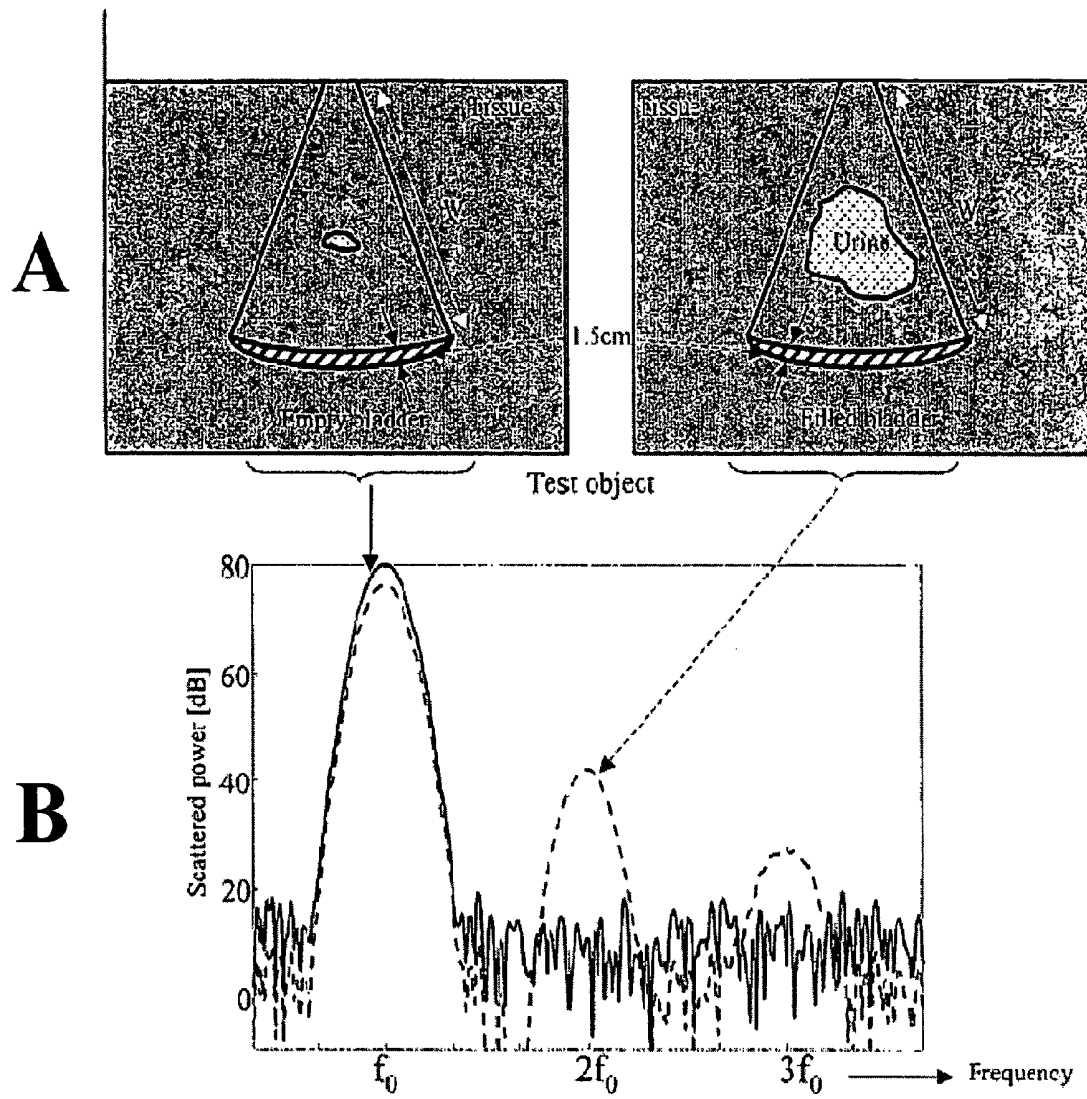 A
Tissue
W
Empty bladder
1.5cm
Tissue
Urine
W
Filled bladder
Test object
B
Scattered power [dB]
80
60
40
20
0
f₀
2f₀
3f₀
Frequency